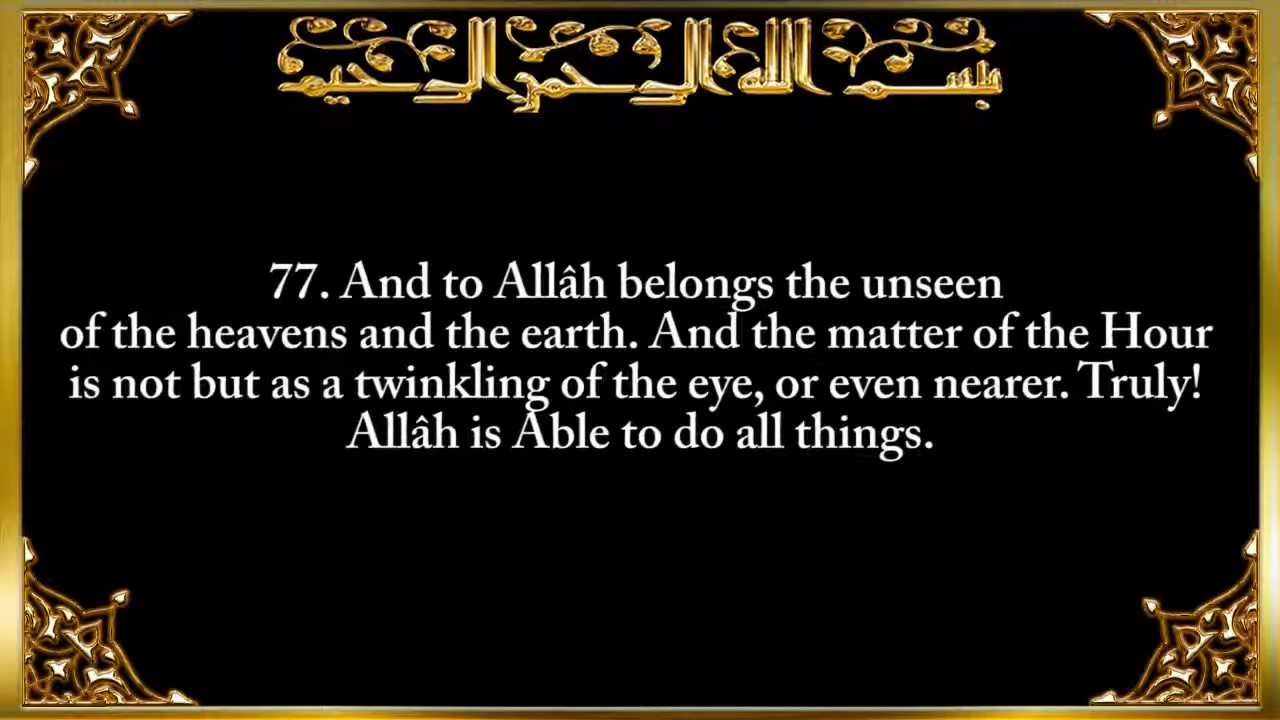 بسم الله الرحمن الرحيم
77. And to Allâh belongs the unseen
of the heavens and the earth. And the matter of the Hour
is not but as a twinkling of the eye, or even nearer. Truly!
Allâh is Able to do all things.